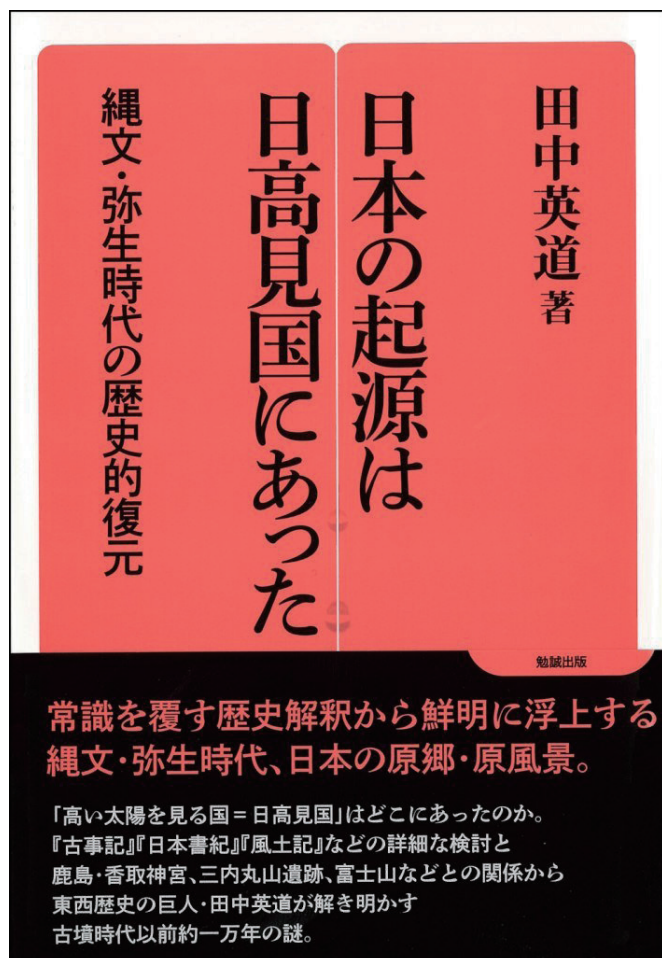 田中英道 著
日本の起源は
日高見国にあった
縄文・弥生時代の歴史的復元
勉誠出版
常識を覆す歴史解釈から鮮明に浮上する
縄文・弥生時代、日本の原郷・原風景。
「高い太陽を見る国＝日高見国」はどこにあったのか。
『古事記』『日本書紀』『風土記』などの詳細な検討と
鹿島・香取神宮、三内丸山遺跡、富士山などとの関係から
東西歴史の巨人・田中英道が解き明かす
古墳時代以前約一万年の謎。